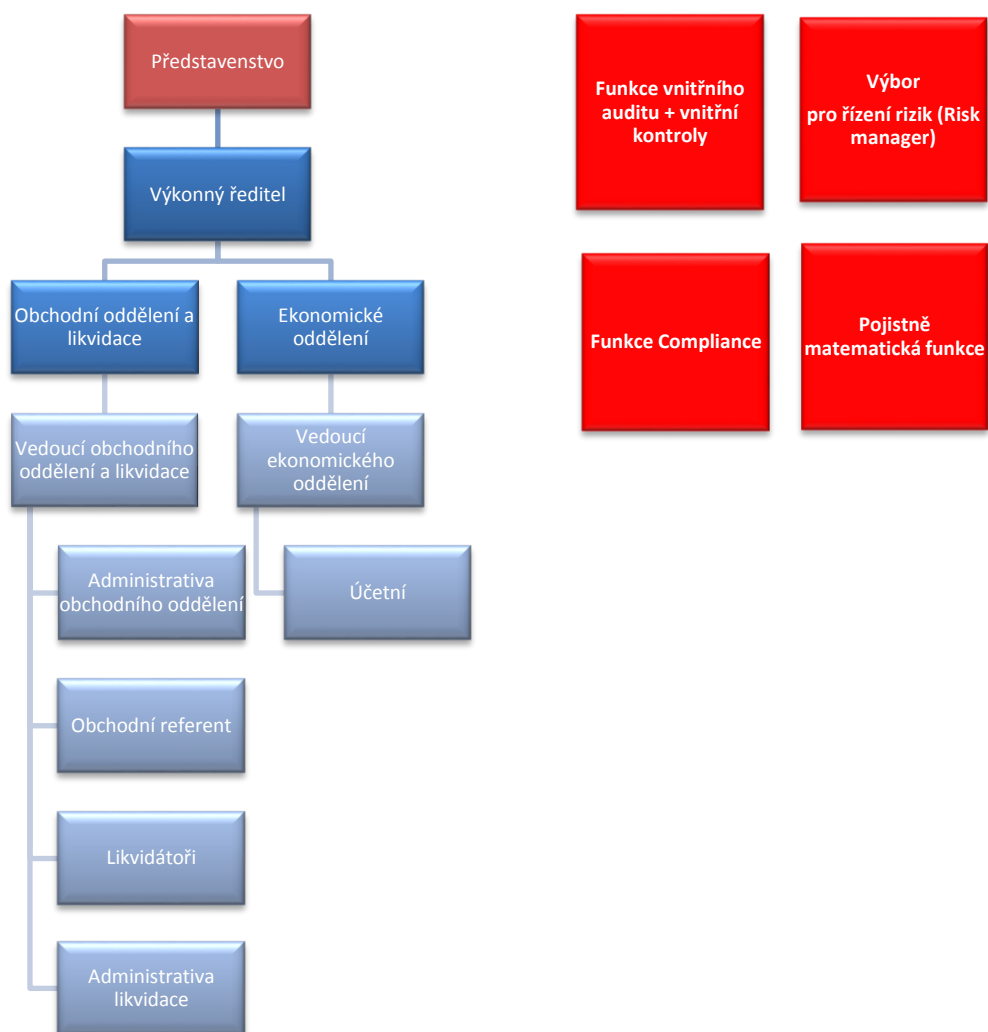 Představenstvo
Výkonný ředitel
Obchodní oddělení a
likvidace
Ekonomické
oddělení
Vedoucí obchodního
oddělení a likvidace
Vedoucí
ekonomického
oddělení
Administrativa
obchodního oddělení
Účetní
Obchodní referent
Likvidátoři
Administrativa
likvidace
Funkce vnitřního
auditu + vnitřní
kontroly
Výbor
pro řízení rizik (Risk
manager)
Funkce Compliance
Pojistně
matematická funkce